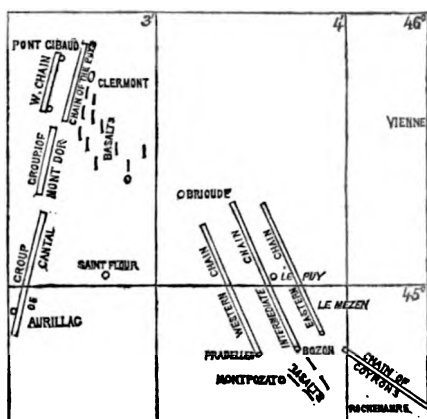 3'
4'
46°
PONT GIBAUD
W. CHAIN
CHAIN OF THE PUYS
CLERMONT
BASALTS
VIENNE
GROUP OF
MONT DOR
BRIOUDE
GROUP
CANTAL
SAINT FLOUR
WESTERN CHAIN
INTERMEDIATE CHAIN
EASTERN CHAIN
LE PUY
LE MEZEN
45°
AURILLAC
PRADELLES
BOZON
MONTPOZAT
BASALTS
CHAIN OF
COYRONS
ROCHEMAURE